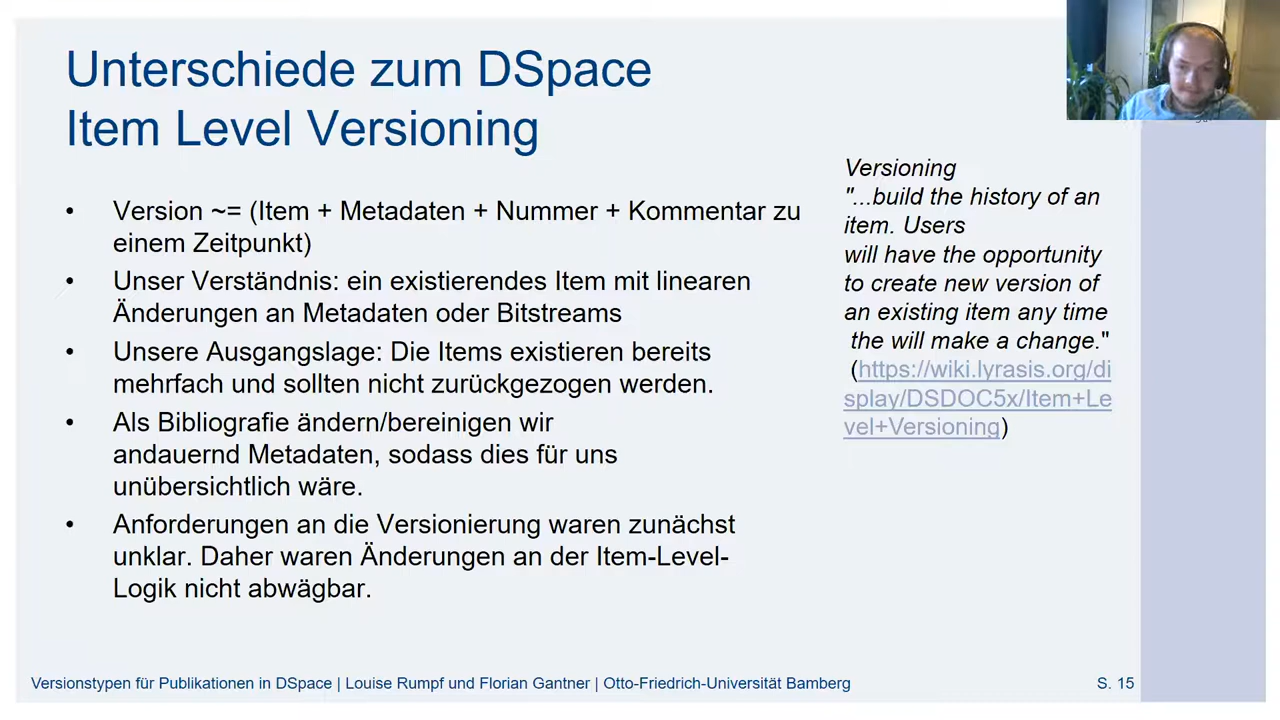 Unterschiede zum DSpace
Item Level Versioning
• Version ~= (Item + Metadaten + Nummer + Kommentar zu
einem Zeitpunkt)
• Unser Verständnis: ein existierendes Item mit linearen
Änderungen an Metadaten oder Bitstreams
• Unsere Ausgangslage: Die Items existieren bereits
mehrfach und sollten nicht zurückgezogen werden.
• Als Bibliografie ändern/bereinigen wir
andauernd Metadaten, sodass dies für uns
unübersichtlich wäre.
• Anforderungen an die Versionierung waren zunächst
unklar. Daher waren Änderungen an der Item-Level-
Logik nicht abwägbar.
Versioning
"...build the history of an
item. Users
will have the opportunity
to create new version of
an existing item any time
the will make a change."
(https://wiki.lyrasis.org/di
splay/DSDOC5x/Item+Le
vel+Versioning)
Versionstypen für Publikationen in DSpace | Louise Rumpf und Florian Gantner | Otto-Friedrich-Universität Bamberg
S. 15